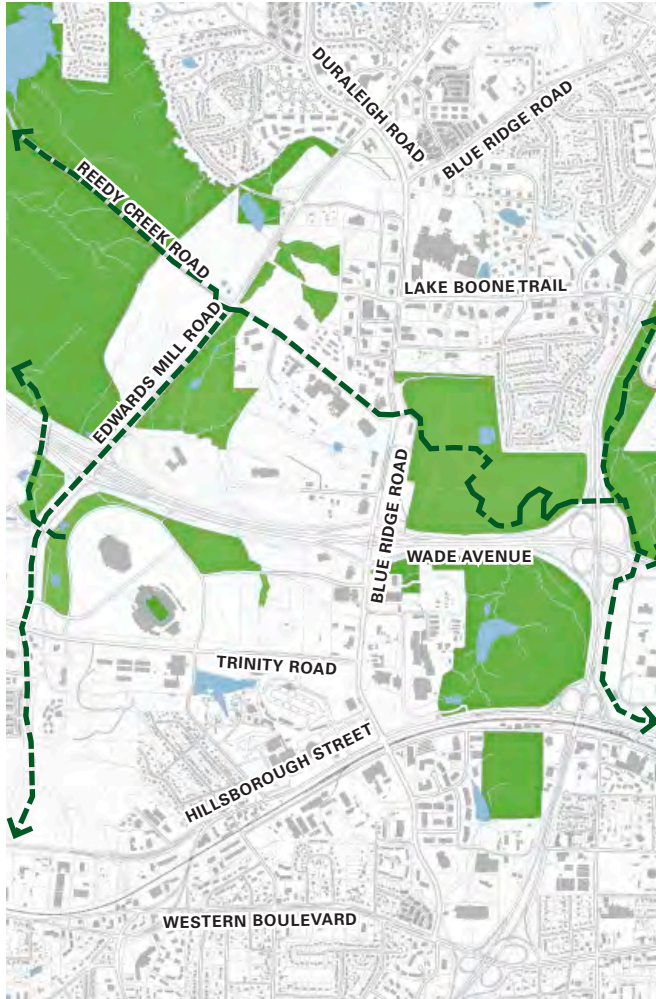 DURALEIGH ROAD
BLUE RIDGE ROAD
REEDY CREEK ROAD
LAKE BOONE TRAIL
EDWARDS MILL ROAD
BLUE RIDGE ROAD
WADE AVENUE
TRINITY ROAD
HILLSBOROUGH STREET
WESTERN BOULEVARD